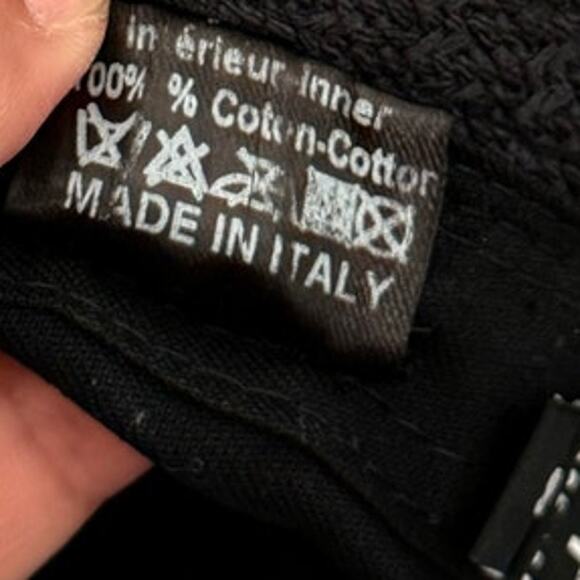 intérieur-Inner
100% % Coton-Cotton
MADE IN ITALY